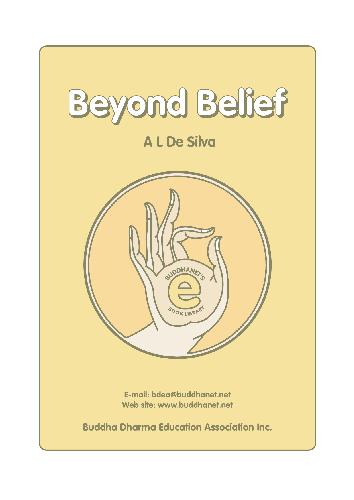 Beyond Belief
A L De Silva
BUDDHANET'S
e
BOOK LIBRARY
E-mail: bdea@buddhanet.net
Web site: www.buddhanet.net
Buddha Dharma Education Association Inc.